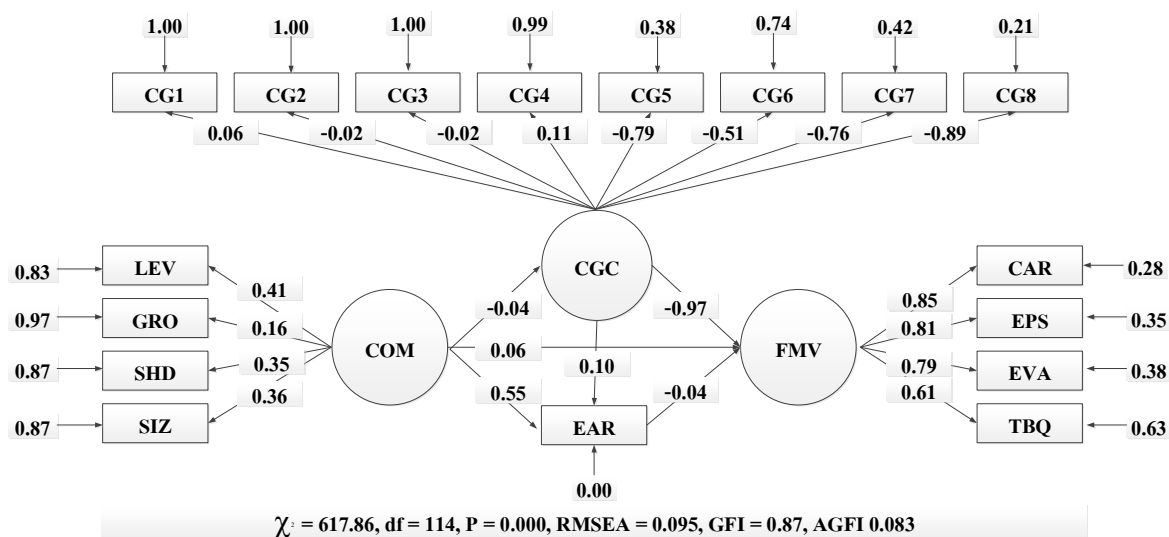 1.00 1.00 1.00 0.99 0.38 0.74 0.42 0.21
CG1 CG2 CG3 CG4 CG5 CG6 CG7 CG8
0.06 -0.02 -0.02 0.11 -0.79 -0.51 -0.76 -0.89
0.83 LEV
0.97 GRO
0.87 SHD
0.87 SIZ
0.41
0.16
0.35
0.36
COM
CGC
-0.04
-0.97
0.06
0.10
0.55
-0.04
EAR
0.00
FMV
0.85
0.81
0.79
0.61
CAR 0.28
EPS 0.35
EVA 0.38
TBQ 0.63
χ² = 617.86, df = 114, P = 0.000, RMSEA = 0.095, GFI = 0.87, AGFI 0.083